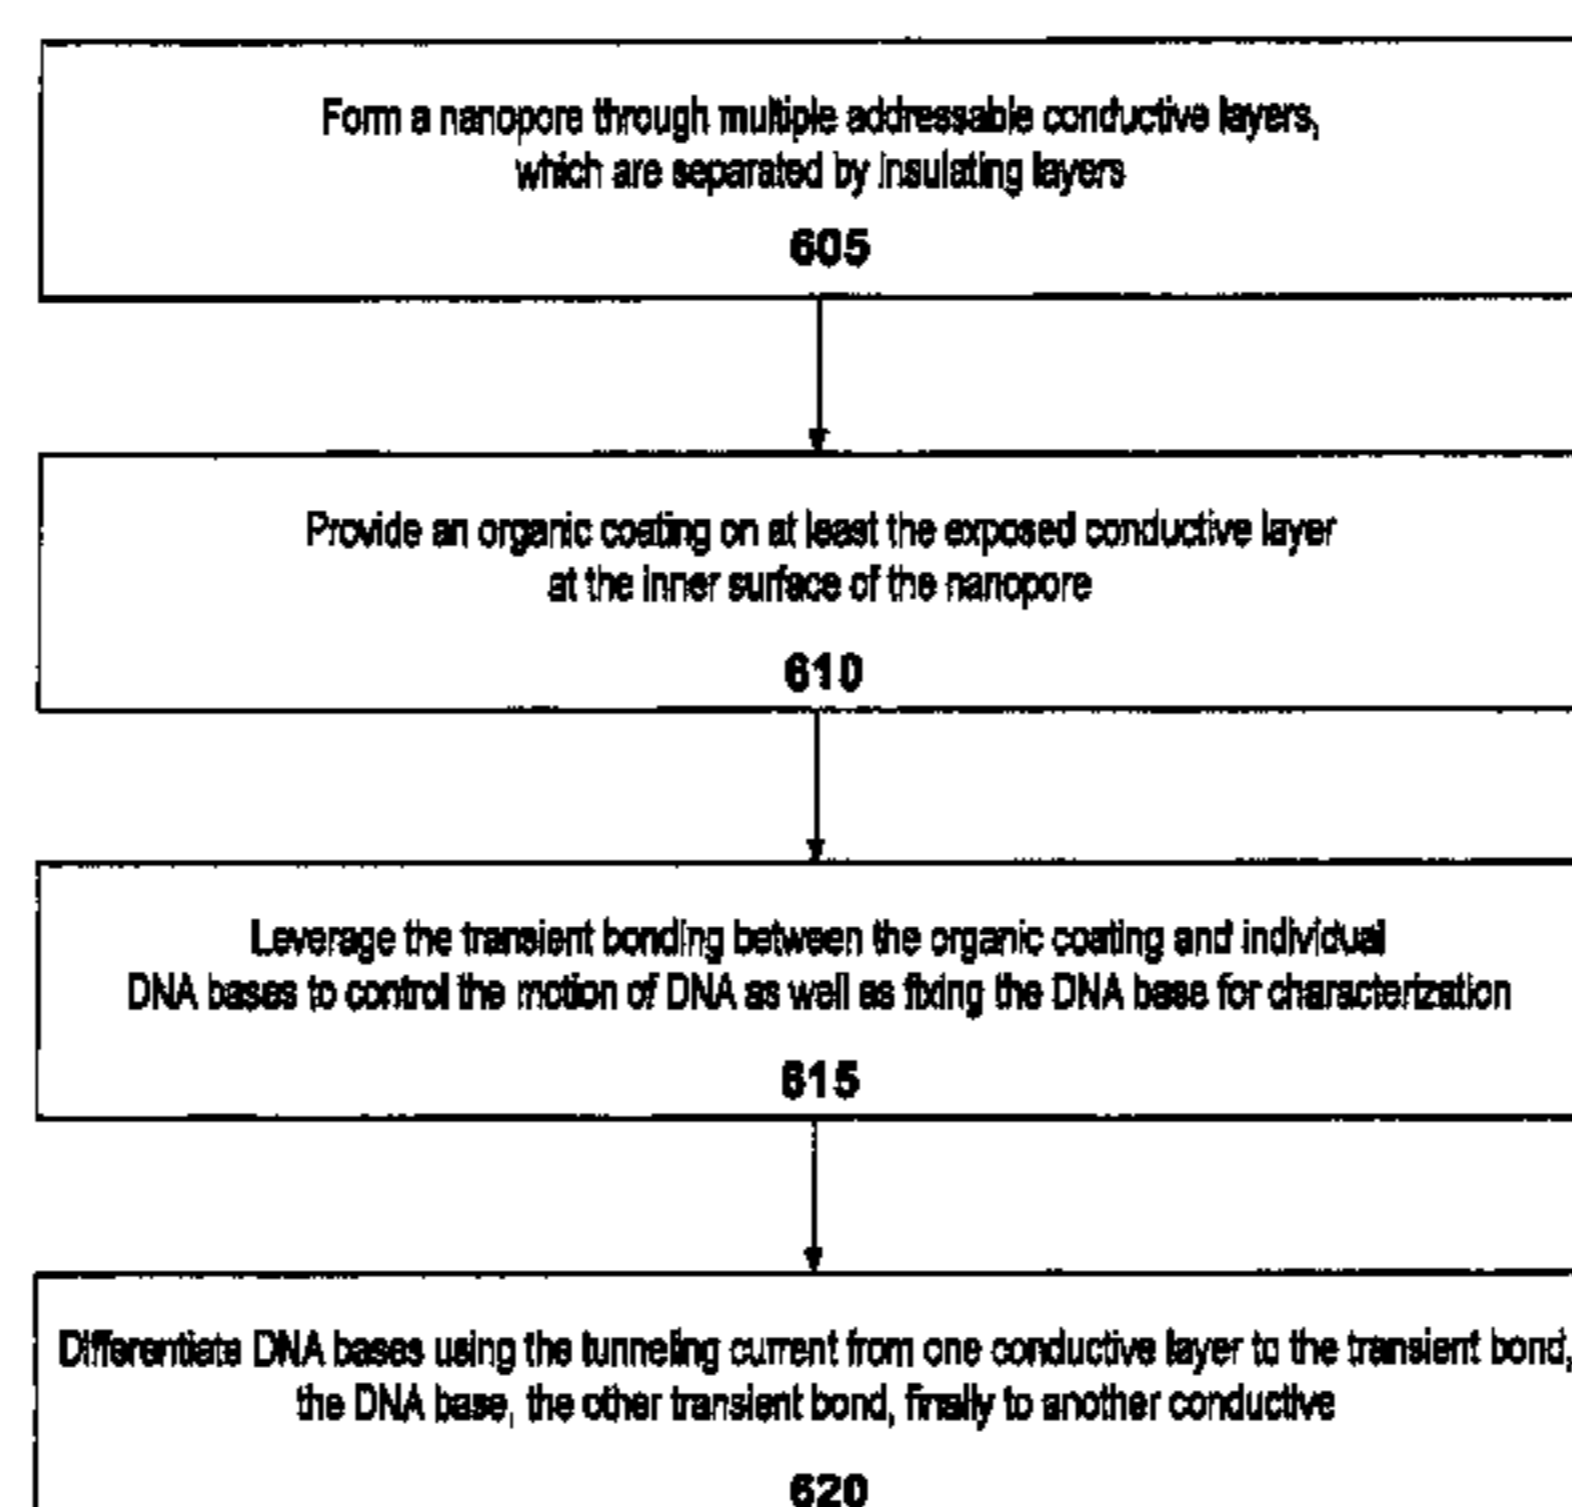 Form a nanopore through multiple addressable conductive layers,
which are separated by insulating layers
605
Provide an organic coating on at least the exposed conductive layer
at the inner surface of the nanopore
610
Leverage the transient bonding between the organic coating and individual
DNA bases to control the motion of DNA as well as fixing the DNA base for characterization
615
Differentiate DNA bases using the tunneling current from one conductive layer to the transient bond,
the DNA base, the other transient bond, finally to another conductive
620